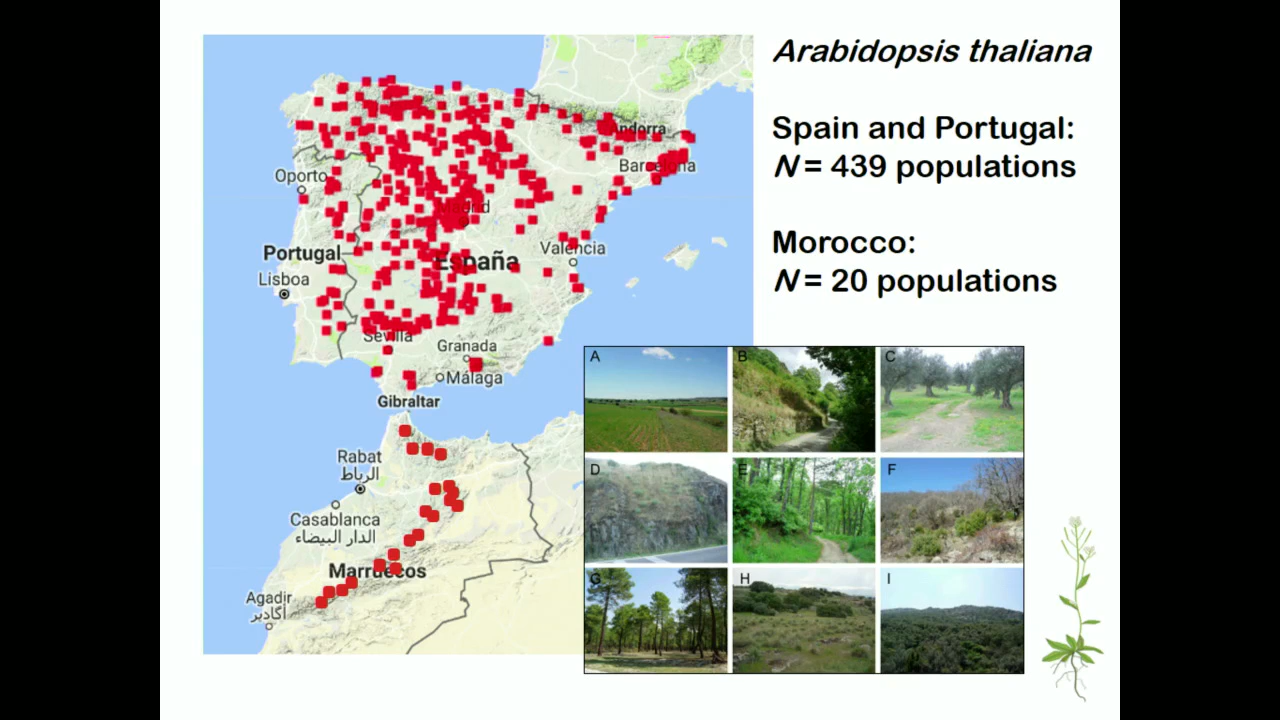 Arabidopsis thaliana
Spain and Portugal:
N = 439 populations
Morocco:
N = 20 populations
Andorra
Barcelona
Oporto
Madrid
Portugal
Valencia
España
Lisboa
Sevilla
Granada
Málaga
Gibraltar
Rabat
الرباط
Casablanca
الدار البيضاء
Marruecos
Agadir
أكادير
A
B
C
D
E
F
G
H
I